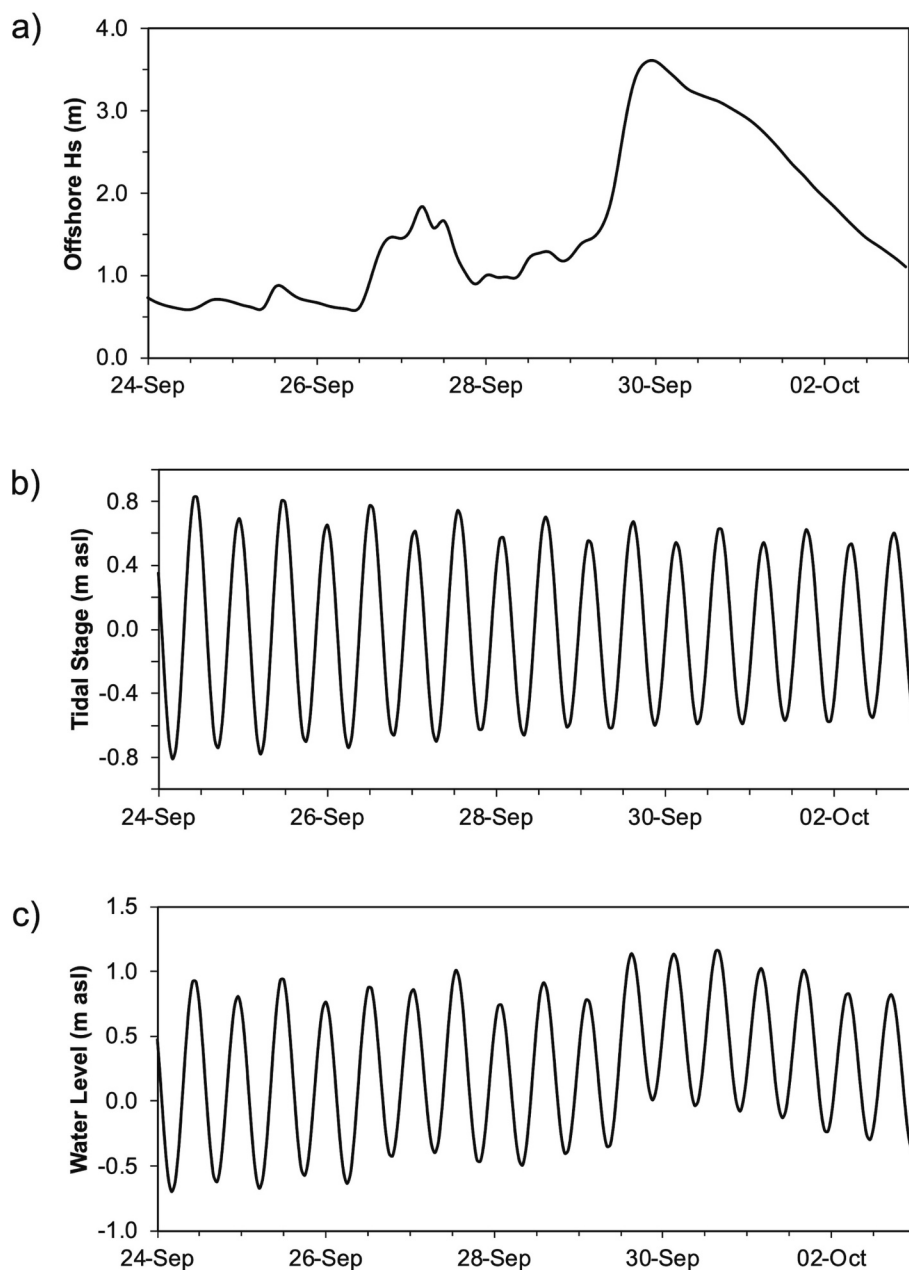 a)
Offshore Hs (m)
4.0
3.0
2.0
1.0
0.0
24-Sep 26-Sep 28-Sep 30-Sep 02-Oct
b)
Tidal Stage (m asl)
0.8
0.4
0.0
-0.4
-0.8
24-Sep 26-Sep 28-Sep 30-Sep 02-Oct
c)
Water Level (m asl)
1.5
1.0
0.5
0.0
-0.5
-1.0
24-Sep 26-Sep 28-Sep 30-Sep 02-Oct